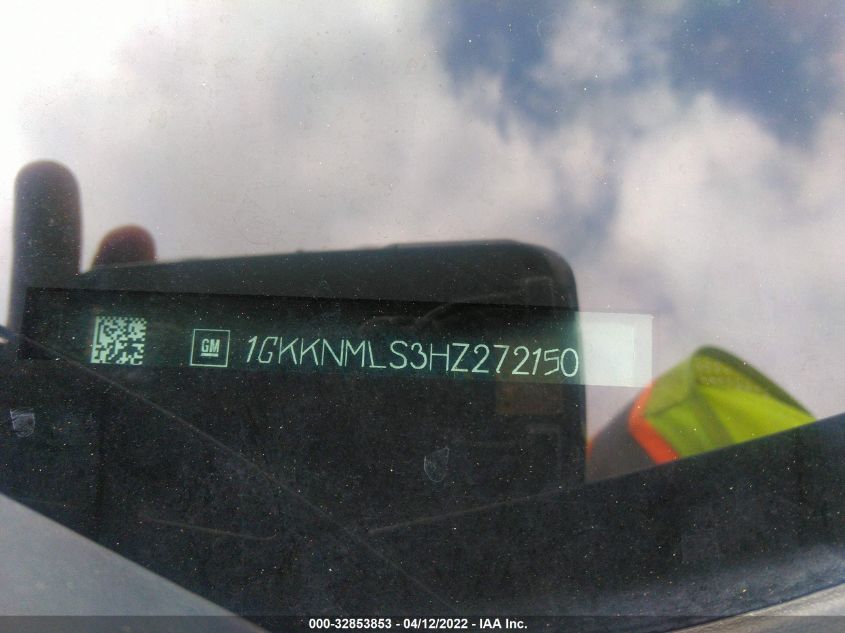 GM 1GKKNMLS3HZ272150
000-32853853 - 04/12/2022 - IAA Inc.